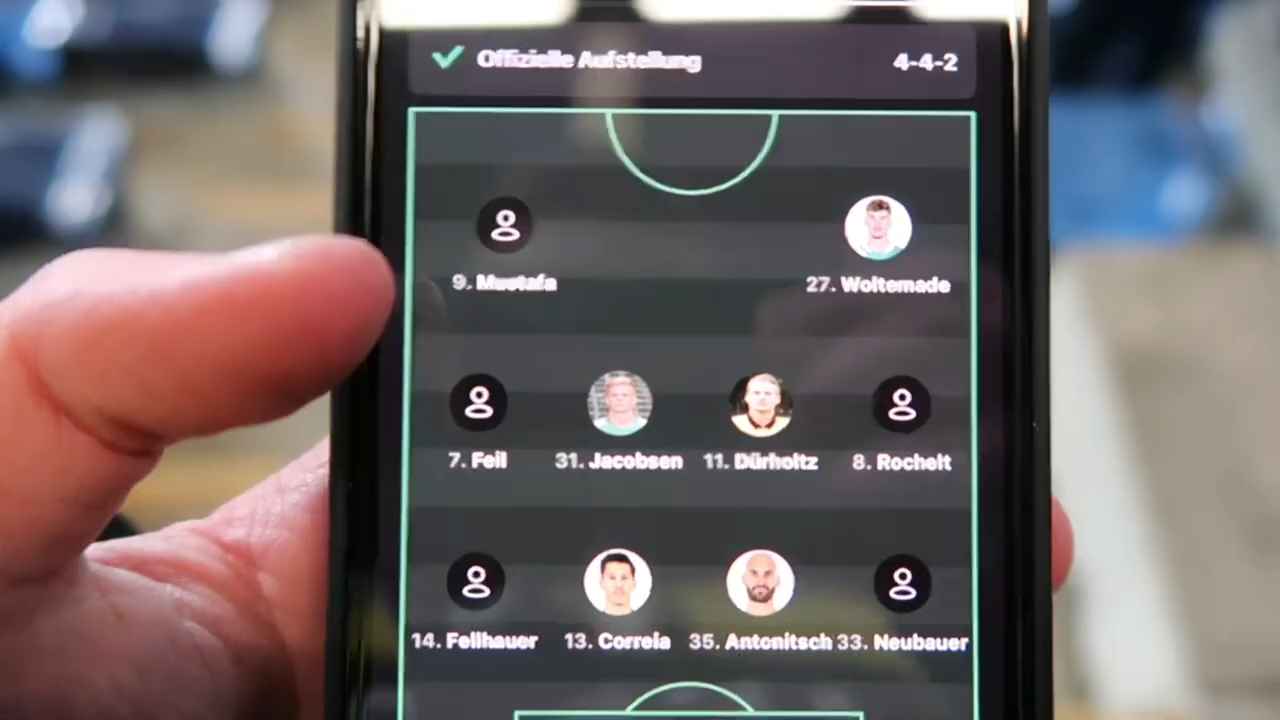 Offizielle Aufstellung 4-4-2
9. Mustafa 27. Woltemade
7. Feil 31. Jacobsen 11. Dürholtz 8. Rochelt
14. Fellhauer 13. Correia 35. Antonitsch 33. Neubauer